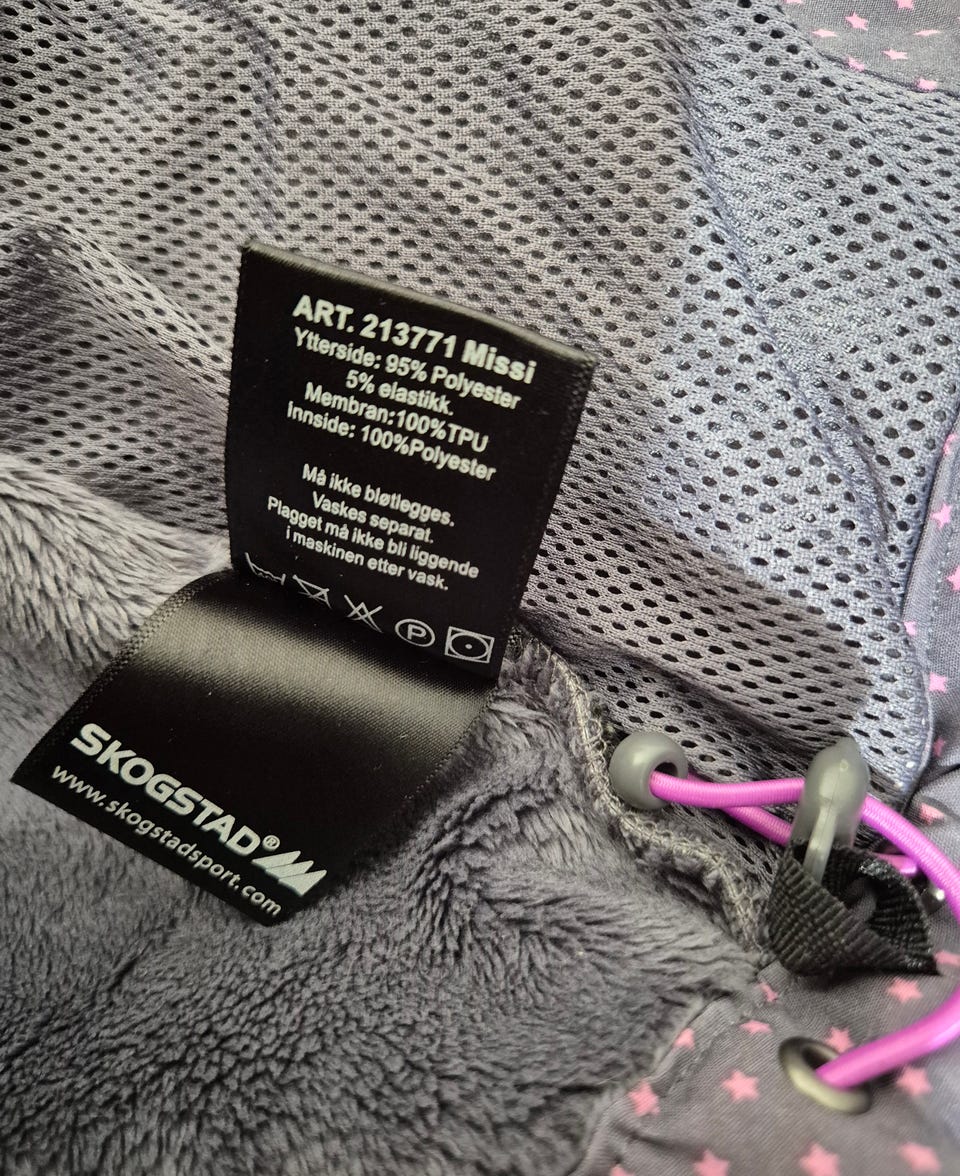 ART. 213771 Missi
Ytterside: 95% Polyester
5% elastikk.
Membran:100%TPU
Innside: 100%Polyester
Må ikke bløtlegges.
Vaskes separat.
Plagget må ikke bli liggende
i maskinen etter vask.
P
SKOGSTAD®
www.skogstadsport.com